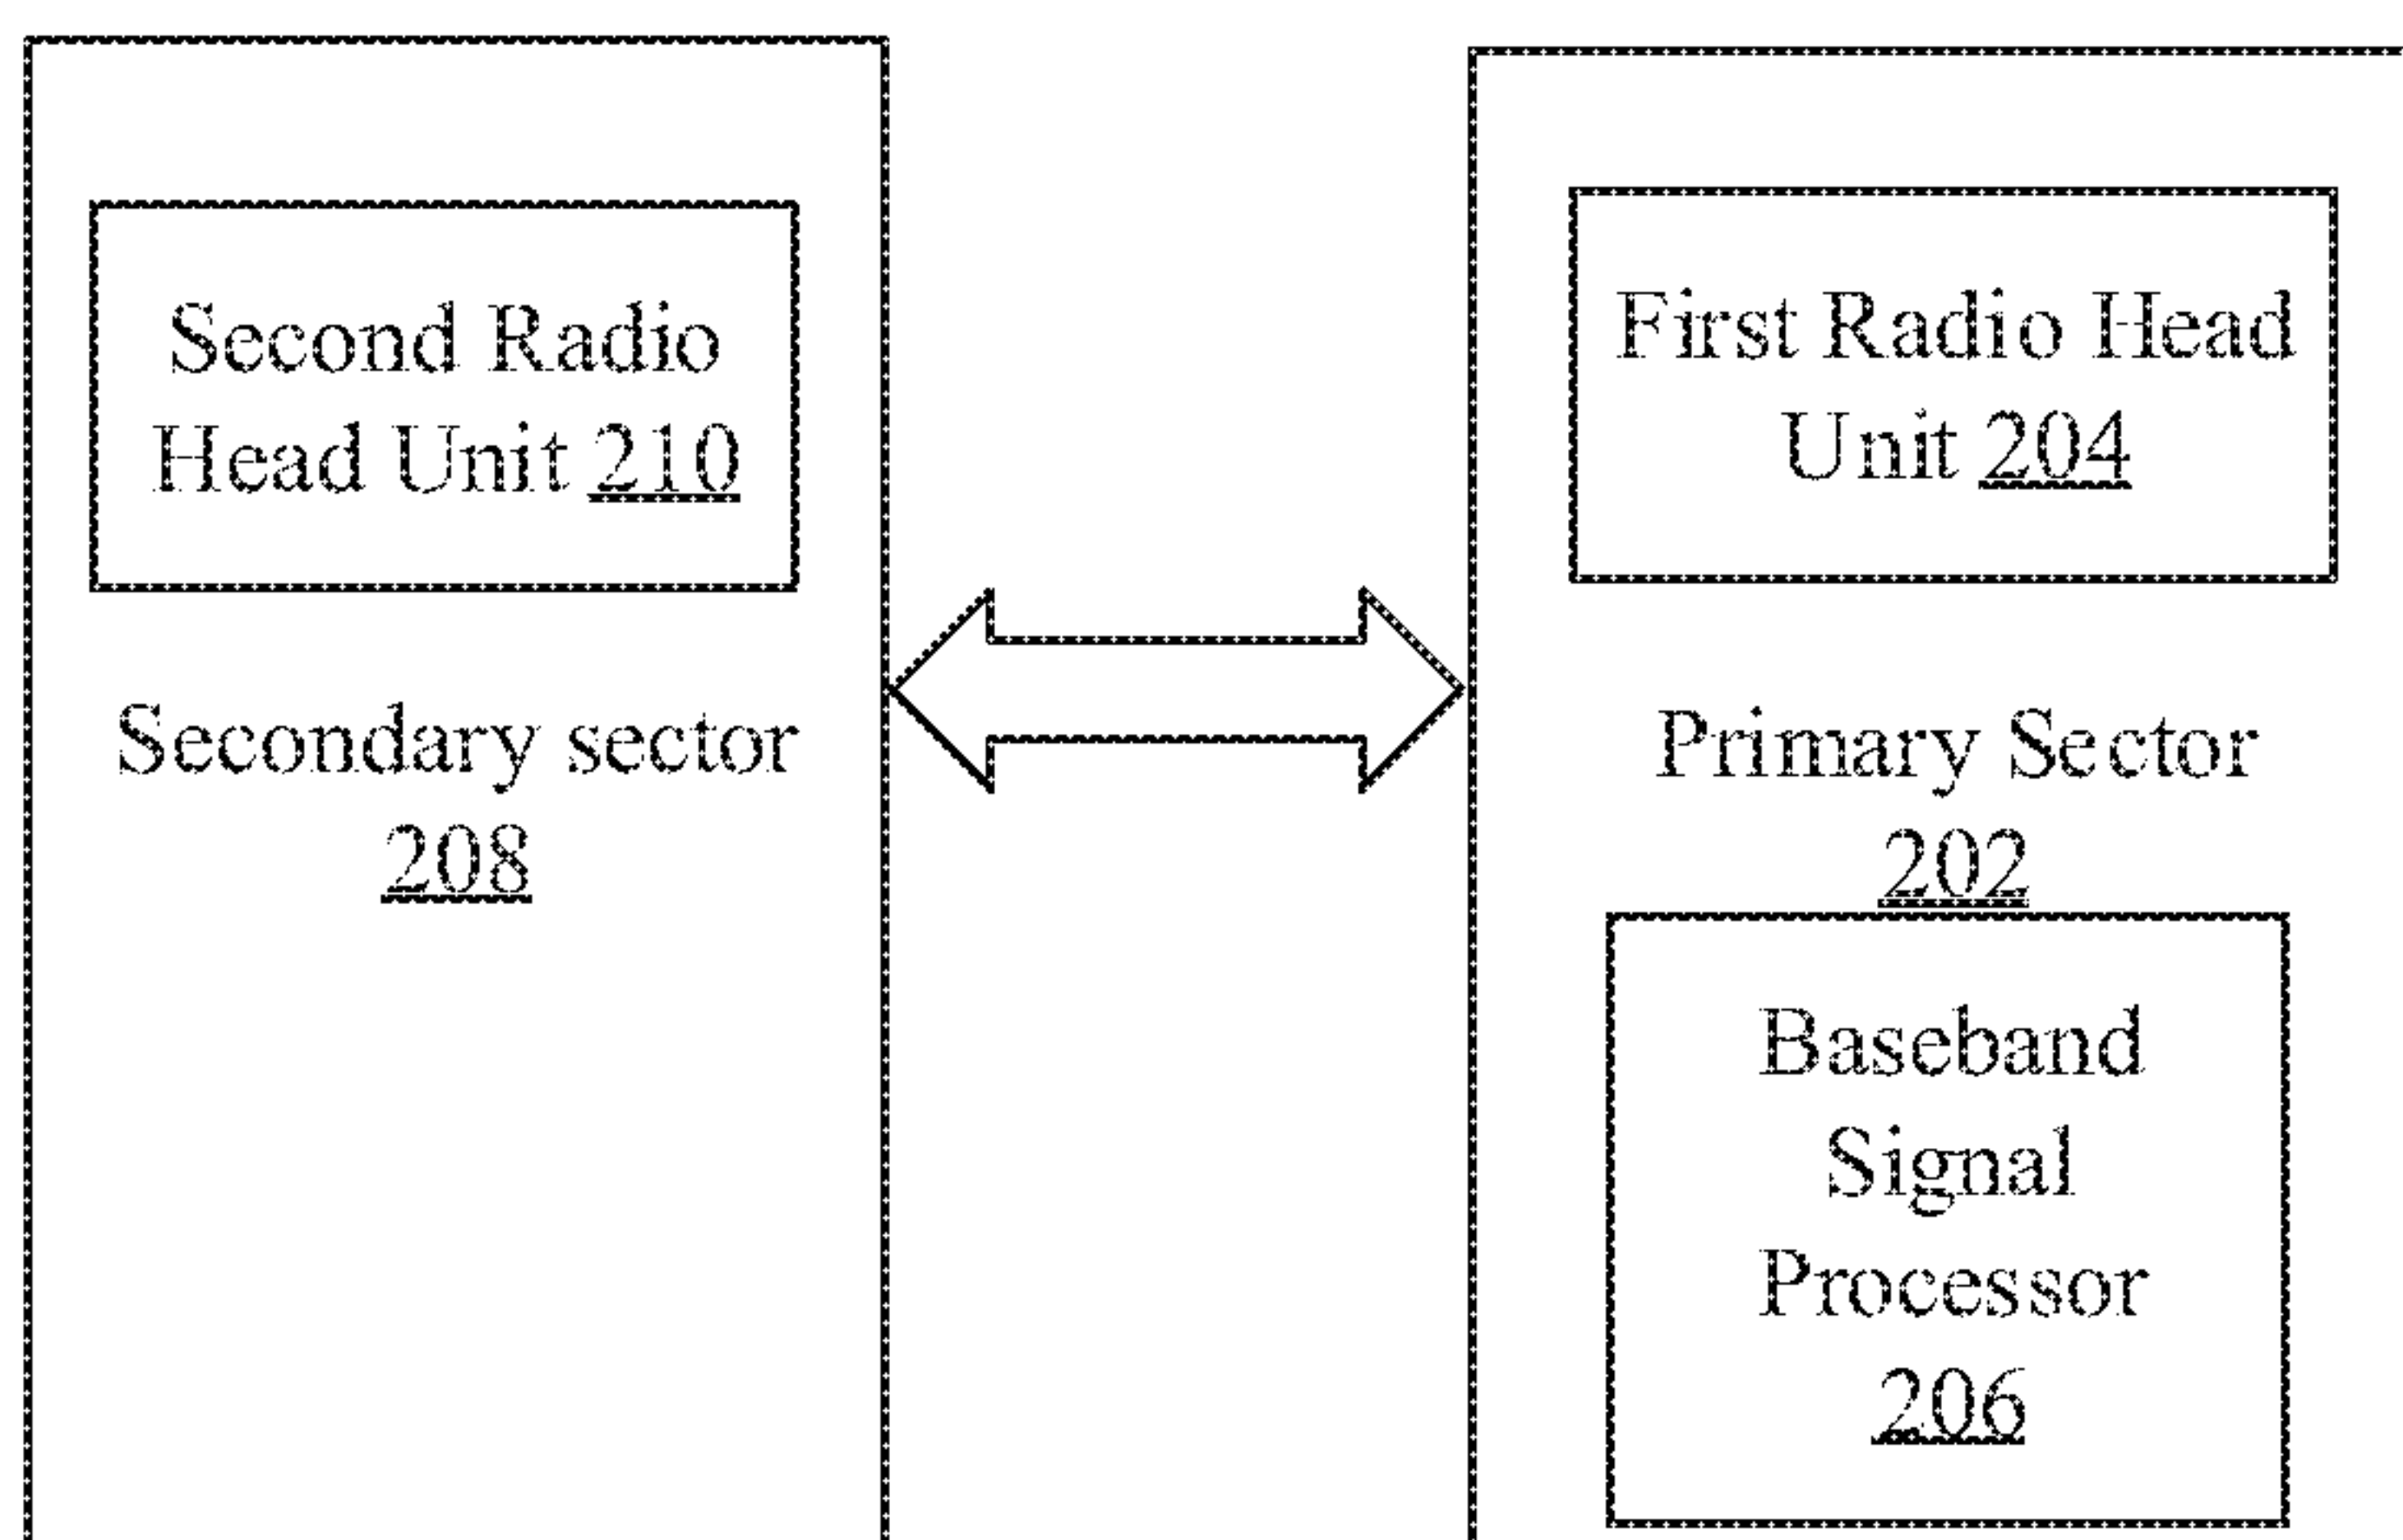 Second Radio
Head Unit 210
Secondary sector
208
First Radio Head
Unit 204
Primary Sector
202
Baseband
Signal
Processor
206